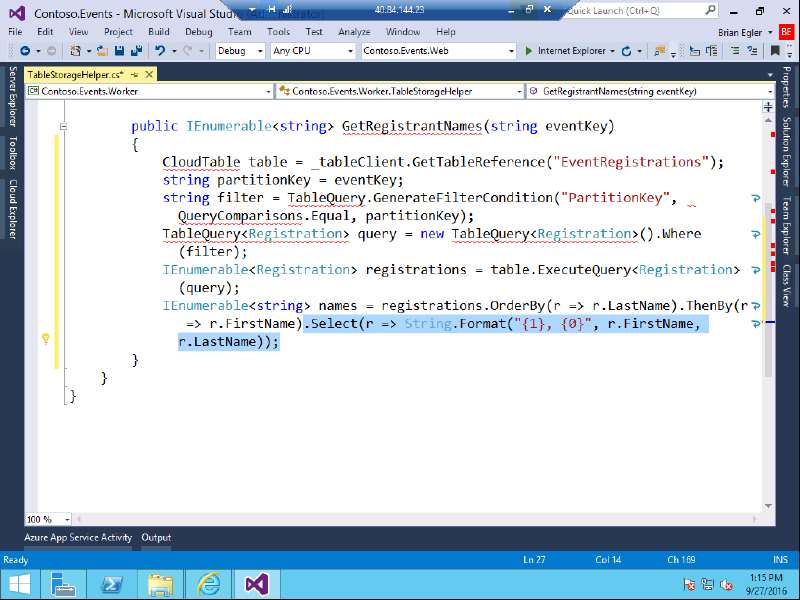 Contoso.Events - Microsoft Visual Stu
40.84.144.23
Quick Launch (Ctrl+Q)
File Edit View Project Build Debug Team Tools Test Analyze Window Help
Brian Egler
BE
Debug Any CPU Contoso.Events.Web Internet Explorer
TableStorageHelper.cs*
Contoso.Events.Worker Contoso.Events.Worker.TableStorageHelper GetRegistrantNames(string eventKey)
Server Explorer
Toolbox
Cloud Explorer
public IEnumerable<string> GetRegistrantNames(string eventKey)
{
CloudTable table = _tableClient.GetTableReference("EventRegistrations");
string partitionKey = eventKey;
string filter = TableQuery.GenerateFilterCondition("PartitionKey",
QueryComparisons.Equal, partitionKey);
TableQuery<Registration> query = new TableQuery<Registration>().Where
(filter);
IEnumerable<Registration> registrations = table.ExecuteQuery<Registration>
(query);
IEnumerable<string> names = registrations.OrderBy(r => r.LastName).ThenBy(r
=> r.FirstName).Select(r => String.Format("{1}, {0}", r.FirstName,
r.LastName));
}
}
}
Properties
Solution Explorer
Team Explorer
Class View
100 %
Azure App Service Activity Output
Ready Ln 27 Col 14 Ch 169 INS
1:15 PM
9/27/2016